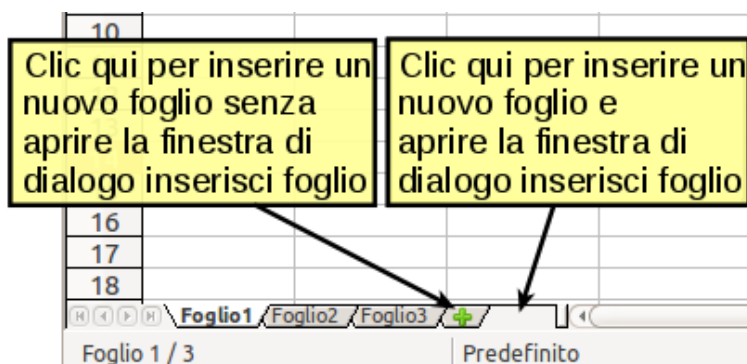 10
Clic qui per inserire un
nuovo foglio senza
aprire la finestra di
dialogo inserisci foglio
Clic qui per inserire un
nuovo foglio e
aprire la finestra di
dialogo inserisci foglio
16
17
18
Foglio1 Foglio2 Foglio3
Foglio 1 / 3 Predefinito